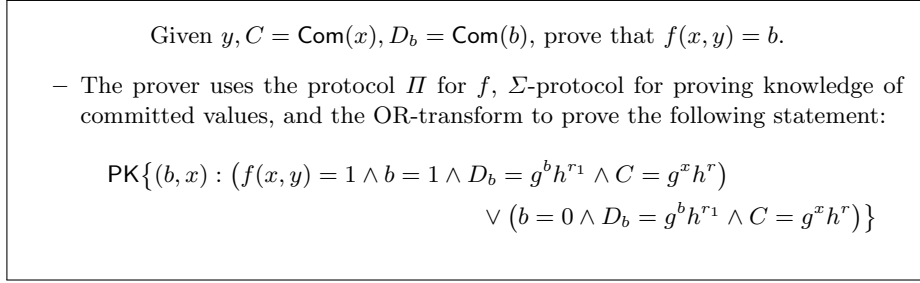 Given y, C = Com(x), D_b = Com(b), prove that f(x, y) = b.
– The prover uses the protocol Π for f, Σ-protocol for proving knowledge of
committed values, and the OR-transform to prove the following statement:
PK{(b, x) : (f(x, y) = 1 ∧ b = 1 ∧ D_b = g^b h^{r_1} ∧ C = g^x h^r)
∨ (b = 0 ∧ D_b = g^b h^{r_1} ∧ C = g^x h^r)}